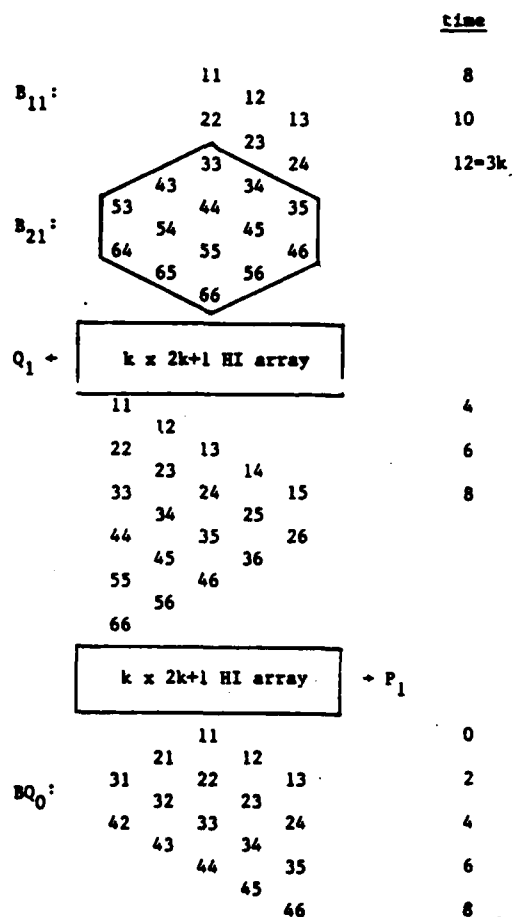 time
11 8
B11:
12
22 13 10
23
33 24 12=3k
43 34
53 44 35
B21:
54 45
64 55 46
65 56
66
Q1 ← k x 2k+1 HI array
11 4
12
22 13 6
23 14
33 24 15 8
34 25
44 35 26
45 36
55 46
56
66
k x 2k+1 HI array → P1
11 0
21 12
31 22 13 2
BQ0:
32 23
42 33 24 4
43 34
44 35 6
45
46 8